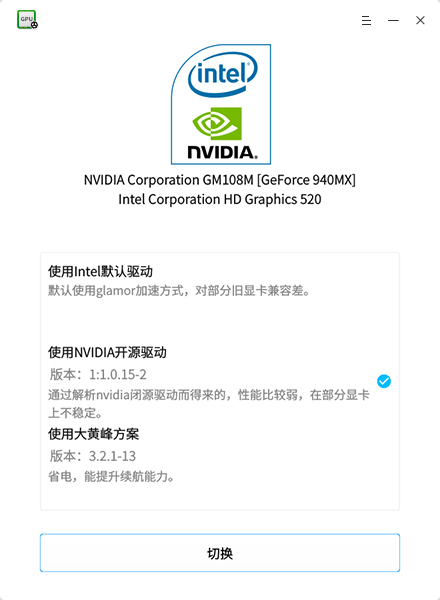 GPU
intel
NVIDIA.
NVIDIA Corporation GM108M [GeForce 940MX]
Intel Corporation HD Graphics 520
使用Intel默认驱动
默认使用glamor加速方式，对部分旧显卡兼容差。
使用NVIDIA开源驱动
版本：1:1.0.15-2
通过解析nvidia闭源驱动而得来的，性能比较弱，在部分显卡
上不稳定。
使用大黄峰方案
版本：3.2.1-13
省电，能提升续航能力。
切换